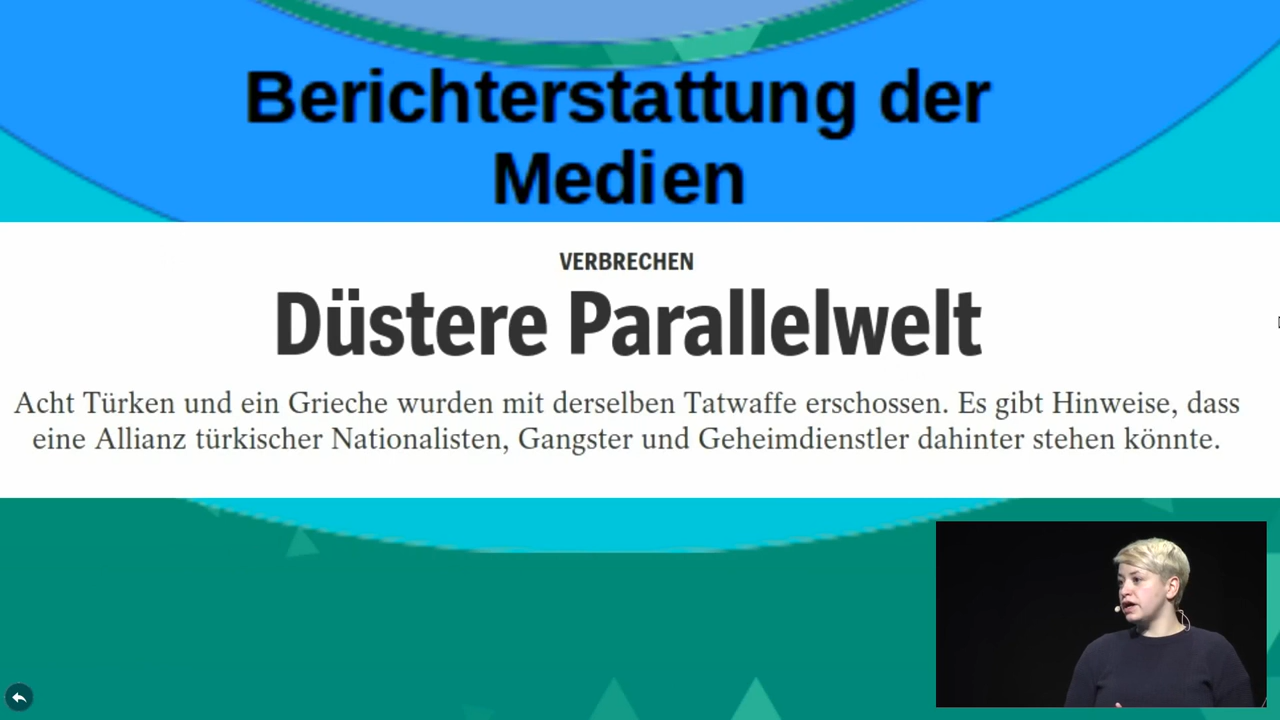 Berichterstattung der
Medien
VERBRECHEN
Düstere Parallelwelt
Acht Türken und ein Grieche wurden mit derselben Tatwaffe erschossen. Es gibt Hinweise, dass
eine Allianz türkischer Nationalisten, Gangster und Geheimdienstler dahinter stehen könnte.